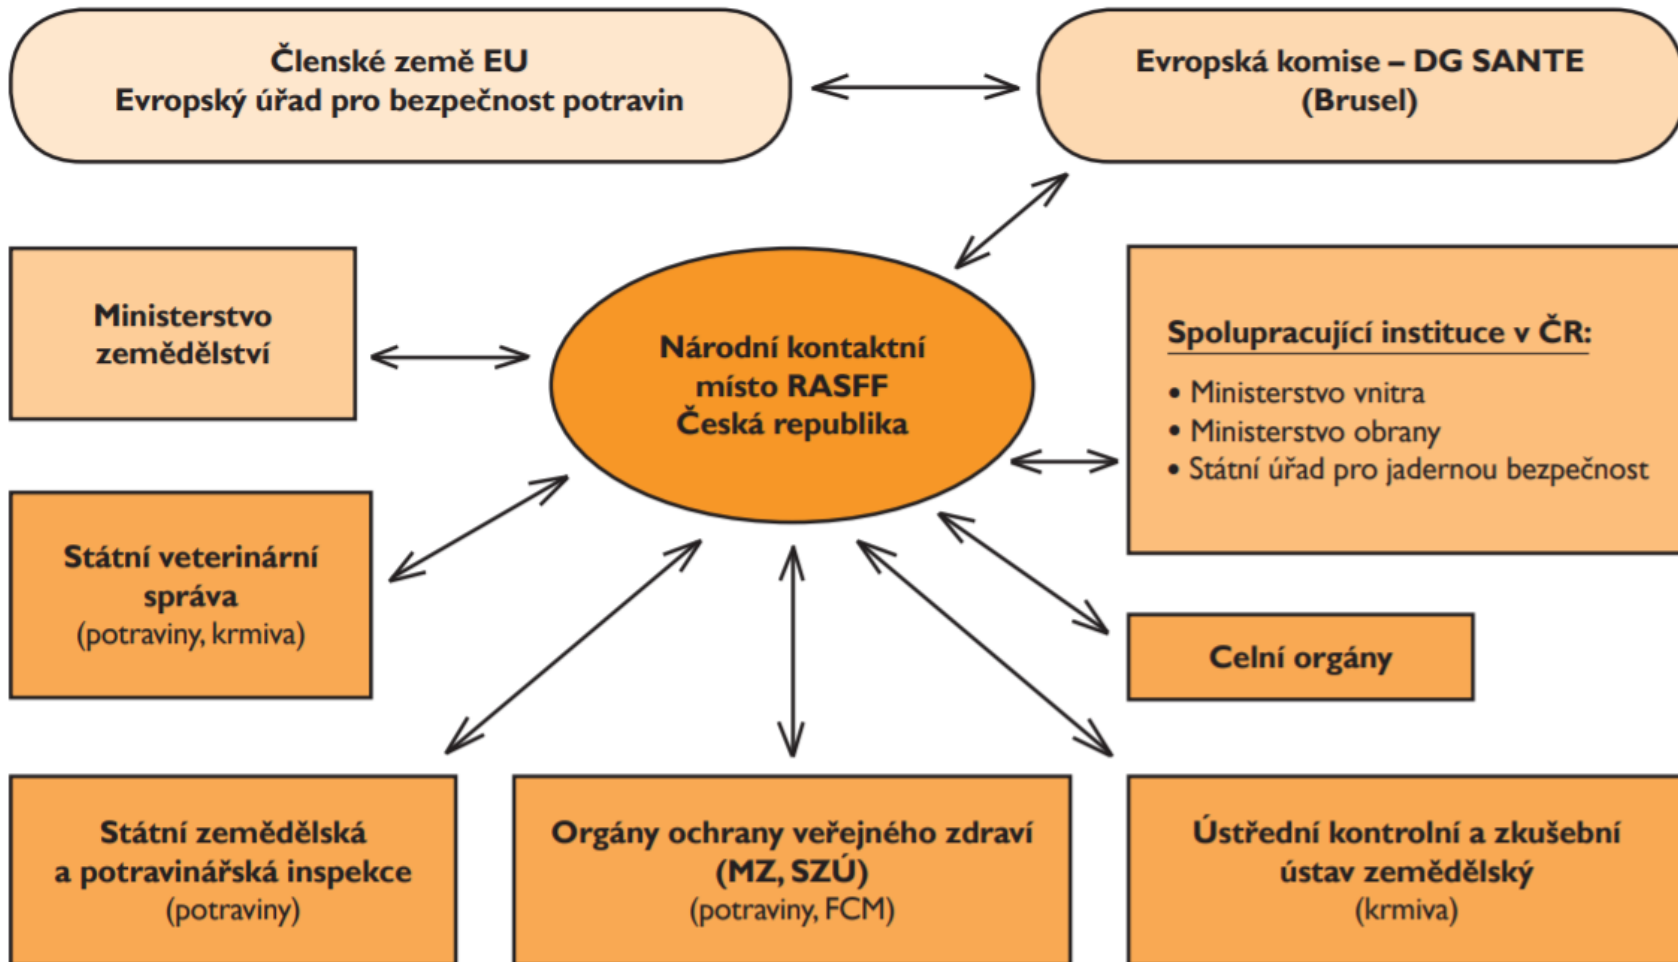 Členské země EU
Evropský úřad pro bezpečnost potravin
Evropská komise – DG SANTE
(Brusel)
Ministerstvo
zemědělství
Národní kontaktní
místo RASFF
Česká republika
Spolupracující instituce v ČR:
• Ministerstvo vnitra
• Ministerstvo obrany
• Státní úřad pro jadernou bezpečnost
Státní veterinární
správa
(potraviny, krmiva)
Celní orgány
Státní zemědělská
a potravinářská inspekce
(potraviny)
Orgány ochrany veřejného zdraví
(MZ, SZÚ)
(potraviny, FCM)
Ústřední kontrolní a zkušební
ústav zemědělský
(krmiva)